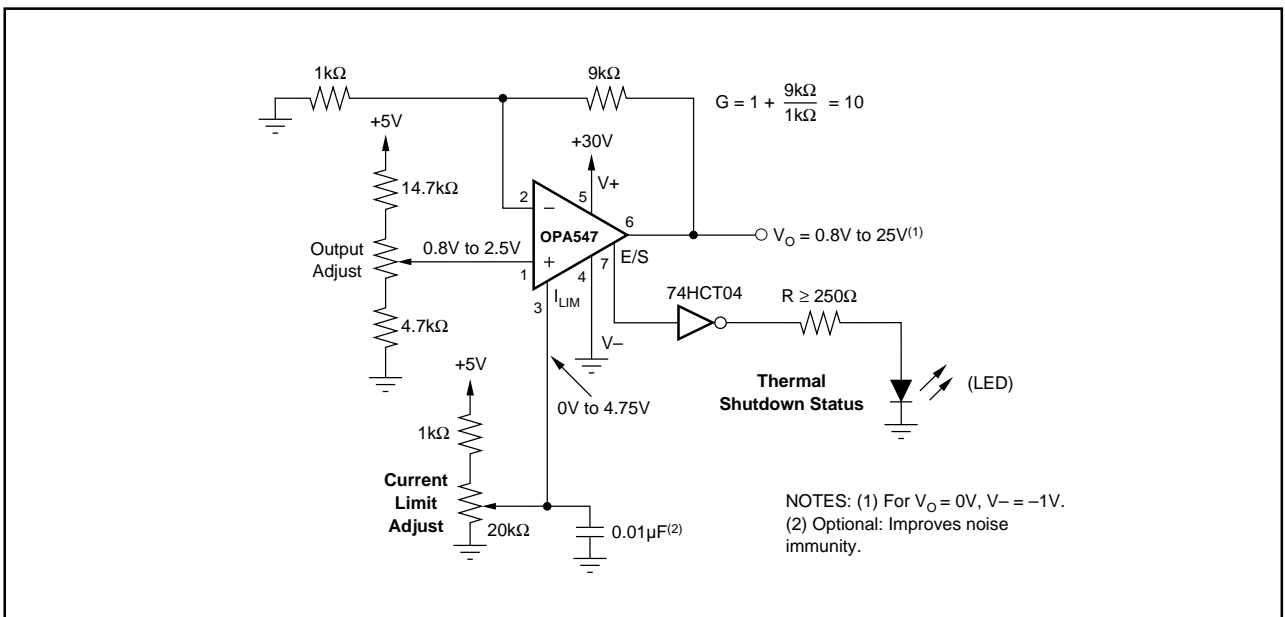 1kΩ
9kΩ
G = 1 + 9kΩ/1kΩ = 10
+5V
+30V
V+
14.7kΩ
2
5
–
6
OPA547
VO = 0.8V to 25V(1)
Output
Adjust
0.8V to 2.5V
+
E/S
1
4
7
ILIM
3
74HCT04
R ≥ 250Ω
4.7kΩ
V–
+5V
0V to 4.75V
Thermal
Shutdown Status
(LED)
1kΩ
Current
Limit
Adjust
20kΩ
0.01µF(2)
NOTES: (1) For VO = 0V, V– = –1V.
(2) Optional: Improves noise
immunity.